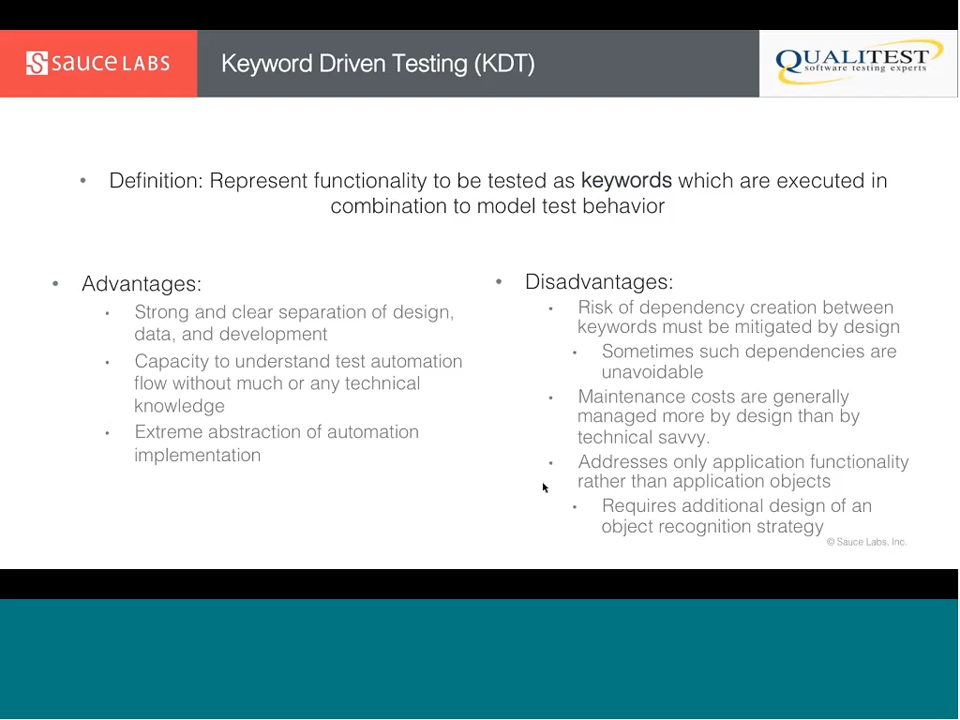 SAUCE LABS
Keyword Driven Testing (KDT)
QUALITEST
software testing experts
• Definition: Represent functionality to be tested as keywords which are executed in
combination to model test behavior
• Advantages:
• Strong and clear separation of design,
data, and development
• Capacity to understand test automation
flow without much or any technical
knowledge
• Extreme abstraction of automation
implementation
• Disadvantages:
• Risk of dependency creation between
keywords must be mitigated by design
• Sometimes such dependencies are
unavoidable
• Maintenance costs are generally
managed more by design than by
technical savvy.
• Addresses only application functionality
rather than application objects
• Requires additional design of an
object recognition strategy
© Sauce Labs, Inc.